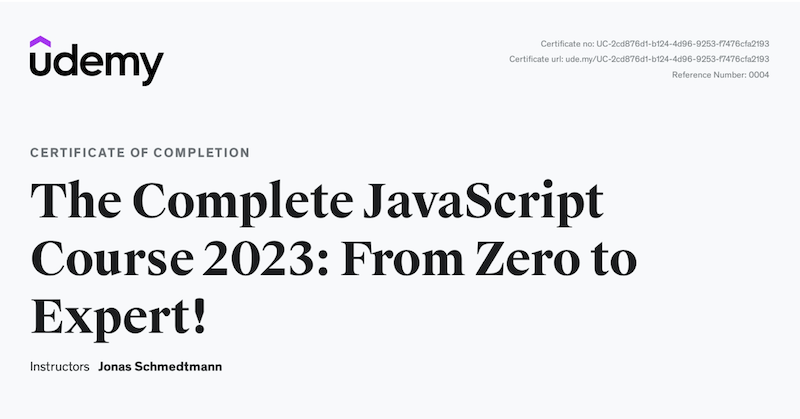 udemy
Certificate no: UC-2cd876d1-b124-4d96-9253-f7476cfa2193
Certificate url: ude.my/UC-2cd876d1-b124-4d96-9253-f7476cfa2193
Reference Number: 0004
CERTIFICATE OF COMPLETION
The Complete JavaScript
Course 2023: From Zero to
Expert!
Instructors Jonas Schmedtmann